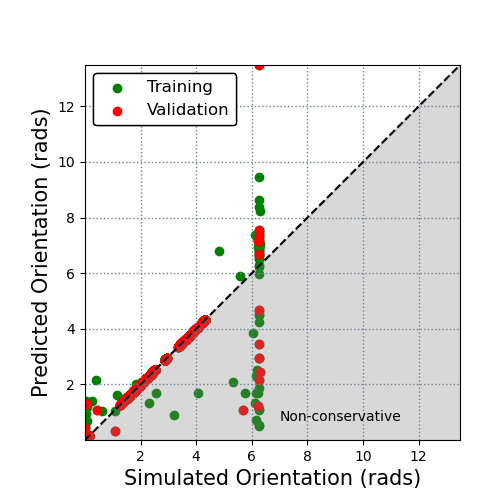 Training
Validation
Predicted Orientation (rads)
12
10
8
6
4
2
Non-conservative
2 4 6 8 10 12
Simulated Orientation (rads)